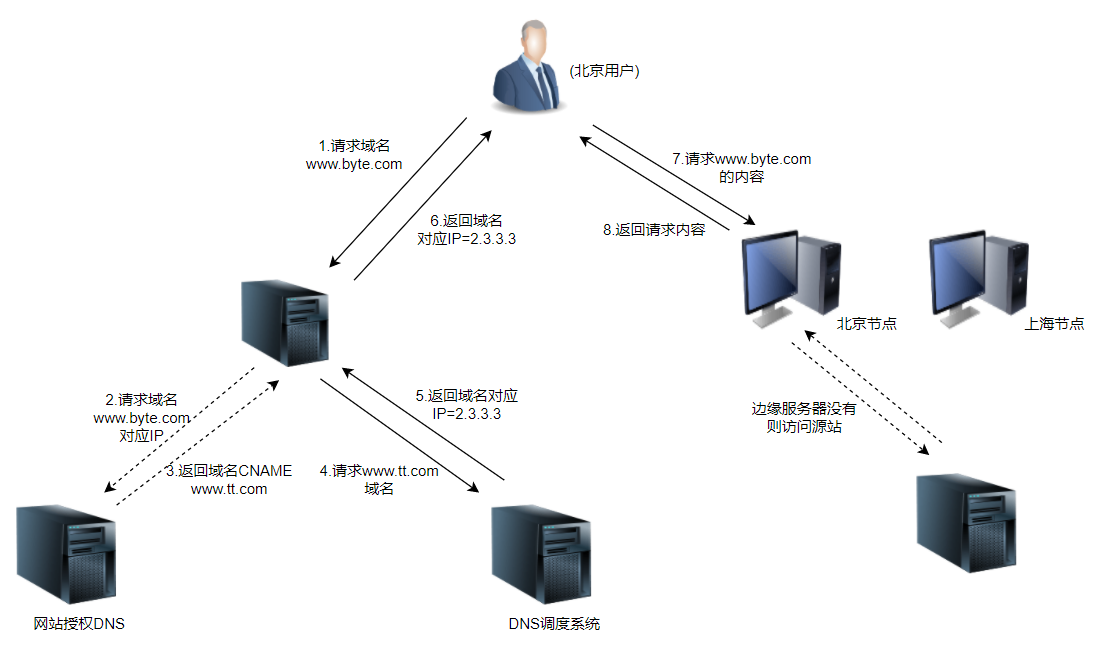 (北京用户)
1.请求域名
www.byte.com
7.请求www.byte.com
的内容
6.返回域名
对应IP=2.3.3.3
8.返回请求内容
北京节点
上海节点
2.请求域名
www.byte.com
对应IP
5.返回域名对应
IP=2.3.3.3
边缘服务器没有
则访问源站
3.返回域名CNAME
www.tt.com
4.请求www.tt.com
域名
网站授权DNS
DNS调度系统